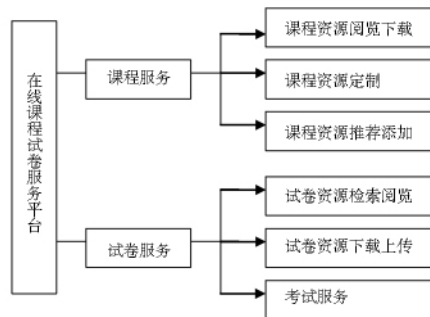 在线课程试卷服务平台
课程服务
课程资源阅览下载
课程资源定制
课程资源推荐添加
试卷服务
试卷资源检索阅览
试卷资源下载上传
考试服务